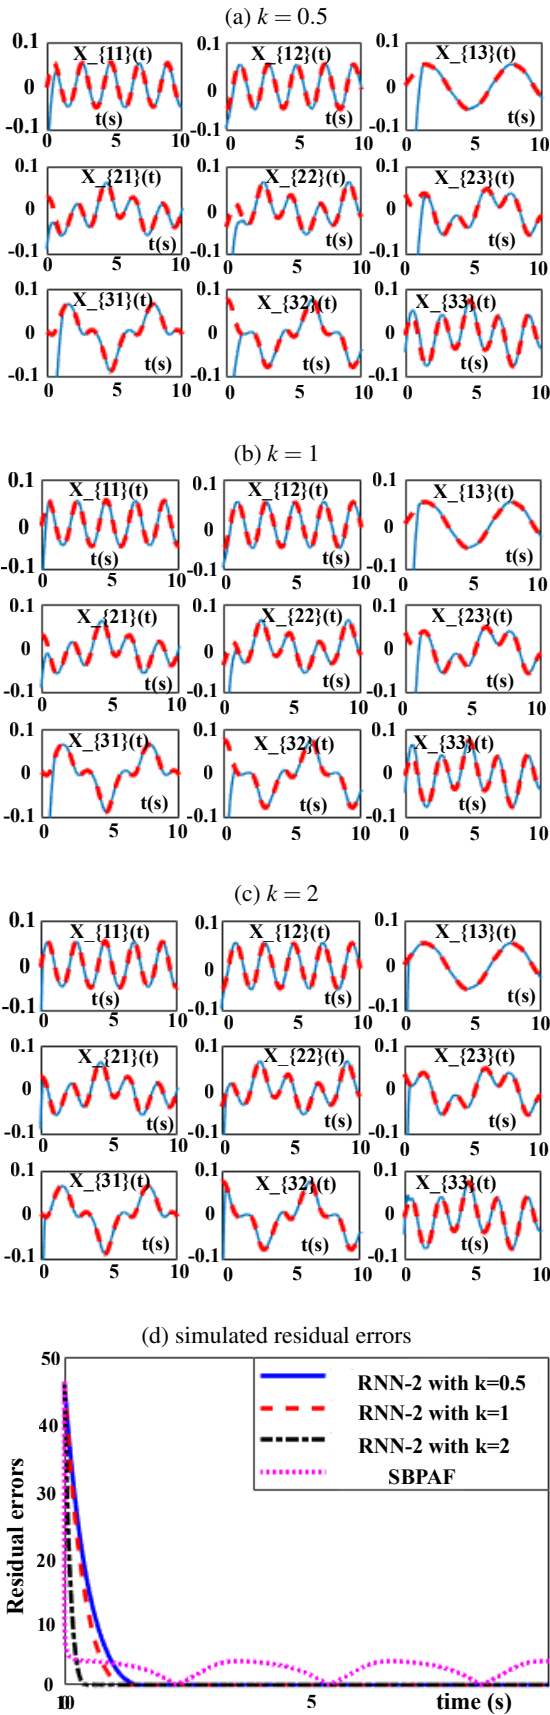 (a) k = 0.5
0.1 X_{11}(t) X_{12}(t) 0.1 X_{13}(t)
0 0 0
-0.1 t(s) -0.1 t(s) -0.1 t(s)
0 5 10 0 5 10 0 5 10
0.1 X_{21}(t) 0.1 X_{22}(t) 0.1 X_{23}(t)
0 0 0
-0.1 t(s) -0.1 t(s) -0.1 t(s)
0 5 10 0 5 10 0 5 10
0.1 X_{31}(t) 0.1 X_{32}(t) 0.1 X_{33}(t)
0 0 0
-0.1 t(s) -0.1 t(s) -0.1 t(s)
0 5 10 0 5 10 0 5 10
(b) k = 1
0.1 X_{11}(t) 0.1 X_{12}(t) 0.1 X_{13}(t)
0 0 0
-0.1 t(s) -0.1 t(s) -0.1 t(s)
0 5 10 0 5 10 0 5 10
0.1 X_{21}(t) 0.1 X_{22}(t) 0.1 X_{23}(t)
0 0 0
-0.1 t(s) -0.1 t(s) -0.1 t(s)
0 5 10 0 5 10 0 5 10
0.1 X_{31}(t) 0.1 X_{32}(t) 0.1 X_{33}(t)
0 0 0
-0.1 t(s) -0.1 t(s) -0.1 t(s)
0 5 10 0 5 10 0 5 10
(c) k = 2
0.1 X_{11}(t) 0.1 X_{12}(t) 0.1 X_{13}(t)
0 0 0
-0.1 t(s) -0.1 t(s) -0.1 t(s)
0 5 10 0 5 10 0 5 10
0.1 X_{21}(t) 0.1 X_{22}(t) 0.1 X_{23}(t)
0 0 0
-0.1 t(s) -0.1 t(s) -0.1 t(s)
0 5 10 0 5 10 0 5 10
0.1 X_{31}(t) 0.1 X_{32}(t) 0.1 X_{33}(t)
0 0 0
-0.1 t(s) -0.1 t(s) -0.1 t(s)
0 5 10 0 5 10 0 5 10
(d) simulated residual errors
50
RNN-2 with k=0.5
40 RNN-2 with k=1
RNN-2 with k=2
SBPAF
30
20
10
0
Residual errors
5 time (s)